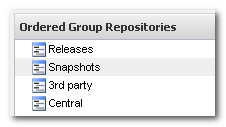 Ordered Group Repositories
Releases
Snapshots
3rd party
Central